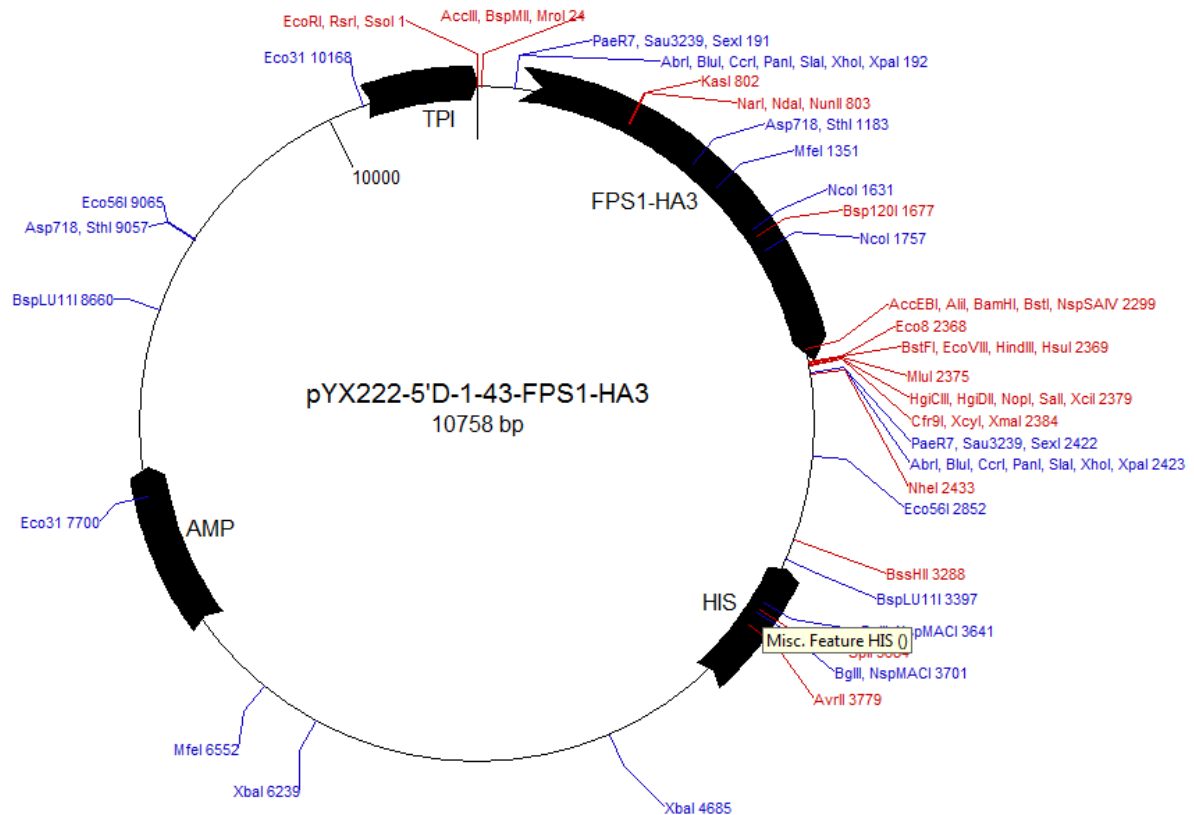 EcoRI, RsrI, SsoI 1
AccIII, BspMII, MroI 24
PaeR7, Sau3239, SexI 191
Eco31 10168
AbrI, BluI, CcrI, PanI, SlaI, XhoI, XpaI 192
KasI 802
NarI, NdaI, NunII 803
TPI
Asp718, SthI 1183
MfeI 1351
10000
NcoI 1631
Eco56I 9065
FPS1-HA3
Bsp120I 1677
Asp718, SthI 9057
NcoI 1757
BspLU11I 8660
AccEBI, AliI, BamHI, BstI, NspSAIV 2299
Eco8 2368
BstFI, EcoVIII, HindIII, HsuI 2369
MluI 2375
pYX222-5'D-1-43-FPS1-HA3
HgiCIII, HgiDII, NopI, SalI, XciI 2379
10758 bp
Cfr9I, XcyI, XmaI 2384
PaeR7, Sau3239, SexI 2422
AbrI, BluI, CcrI, PanI, SlaI, XhoI, XpaI 2423
NheI 2433
Eco56I 2852
Eco31 7700
AMP
BssHII 3288
BspLU11I 3397
HIS
NspMACI 3641
Misc. Feature HIS ()
BglII, NspMACI 3701
AvrII 3779
MfeI 6552
XbaI 6239
XbaI 4685